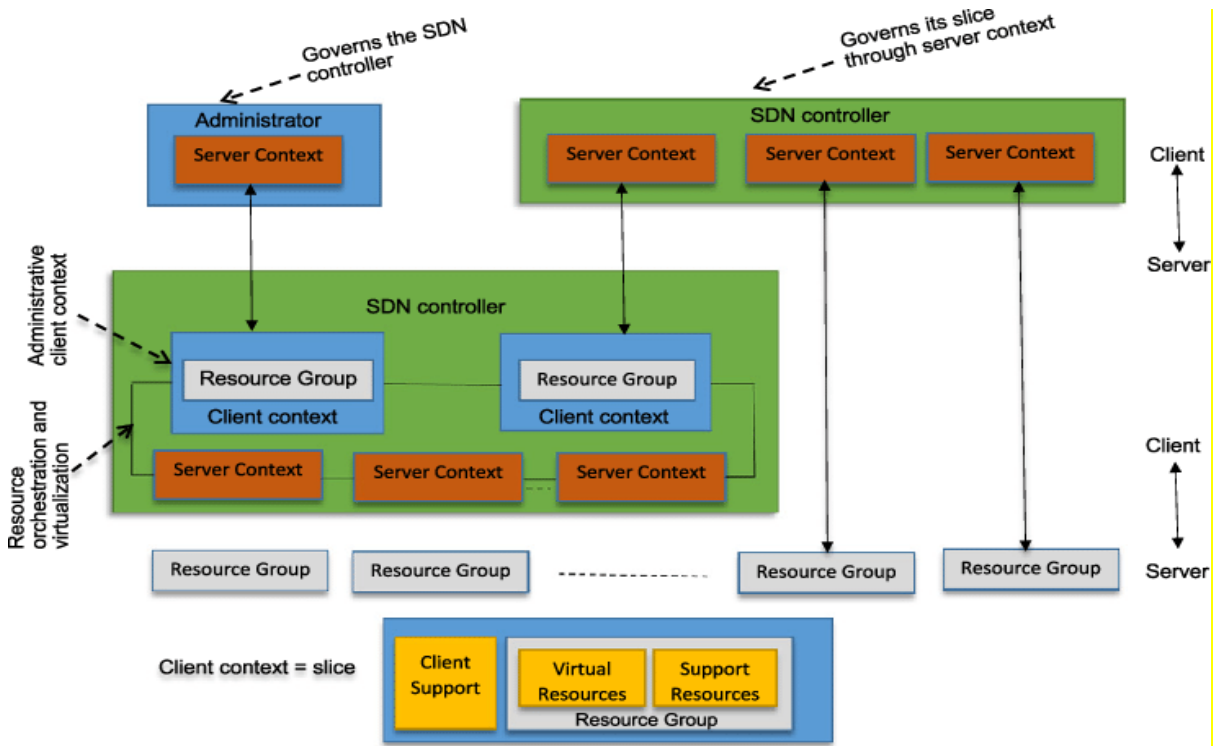 Governs the SDN
controller
Governs its slice
through server context
Administrator
Server Context
SDN controller
Server Context
Server Context
Server Context
Client
Server
Administrative
client context
SDN controller
Resource Group
Client context
Resource Group
Client context
Resource
orchestration and
virtualization
Server Context
Server Context
Server Context
Client
Server
Resource Group
Resource Group
Resource Group
Resource Group
Client context = slice
Client
Support
Virtual
Resources
Support
Resources
Resource Group